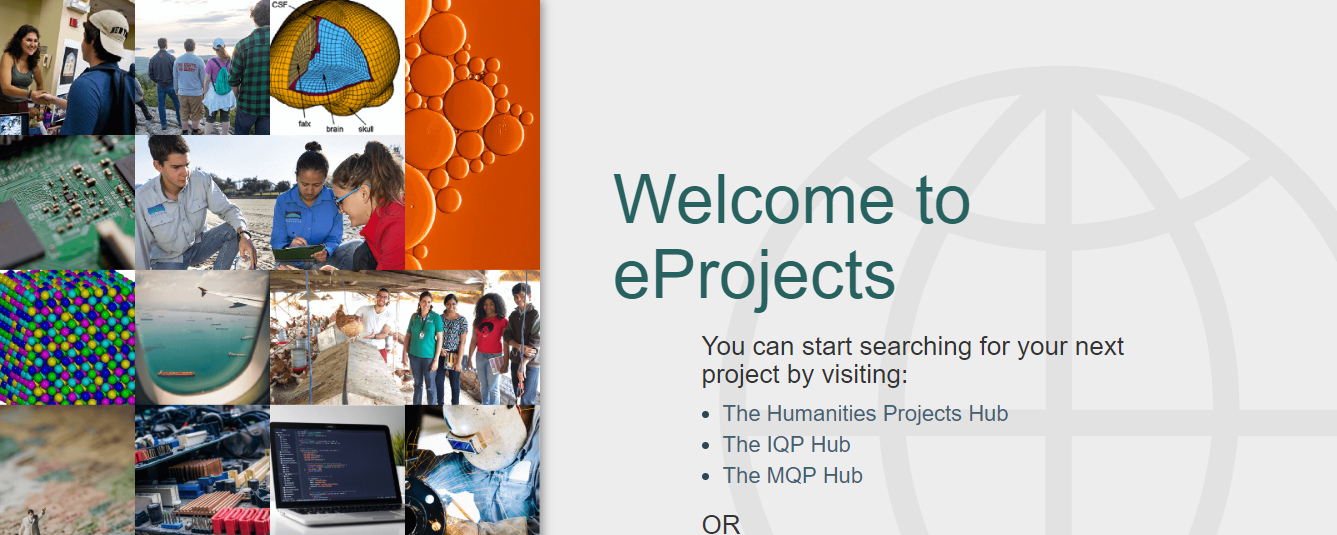 CSF
falx
brain
skull
Welcome to
eProjects
You can start searching for your next
project by visiting:
The Humanities Projects Hub
The IQP Hub
The MQP Hub
OR